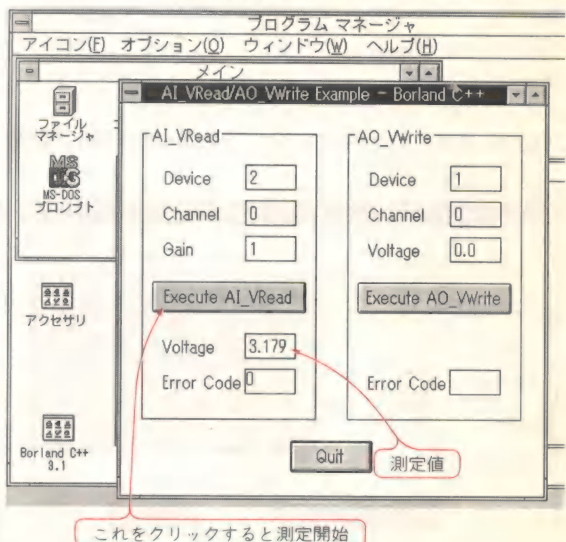 プログラム マネージャ
アイコン(F) オプション(O) ウィンドウ(W) ヘルプ(H)
メイン
ファイル
マネージャ
MS-DOS
プロンプト
アクセサリ
Borland C++
3.1
AI_VRead/AO_VWrite Example - Borland C++
AI_VRead
Device 2
Channel 0
Gain 1
Execute AI_VRead
Voltage 3.179
Error Code 0
AO_VWrite
Device 1
Channel 0
Voltage 0.0
Execute AO_VWrite
Error Code
Quit
測定値
これをクリックすると測定開始